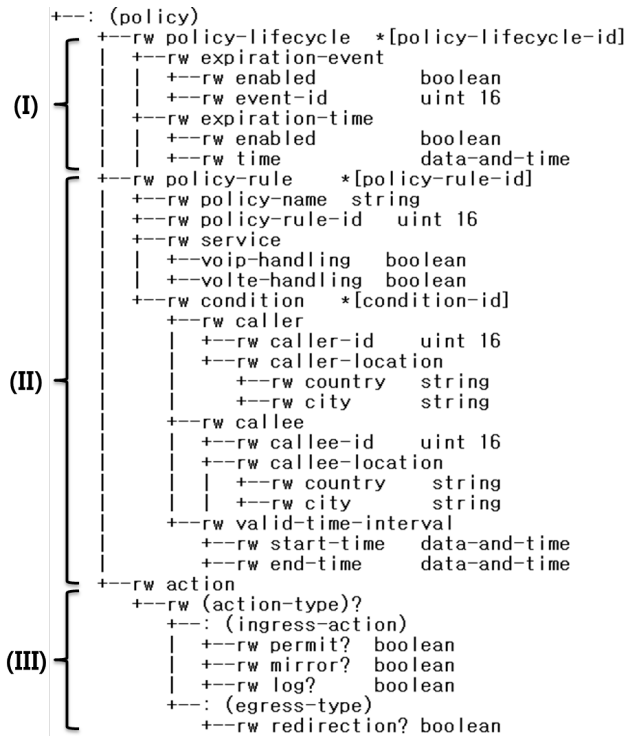 +--: (policy)
+--rw policy-lifecycle *[policy-lifecycle-id]
| +--rw expiration-event
| | +--rw enabled boolean
(I) | | +--rw event-id uint 16
| +--rw expiration-time
| | +--rw enabled boolean
| | +--rw time data-and-time
+--rw policy-rule *[policy-rule-id]
| +--rw policy-name string
| +--rw policy-rule-id uint 16
| +--rw service
| | +--voip-handling boolean
| | +--volte-handling boolean
| +--rw condition *[condition-id]
| +--rw caller
| | +--rw caller-id uint 16
| | +--rw caller-location
(II) | | +--rw country string
| | +--rw city string
| +--rw callee
| | +--rw callee-id uint 16
| | +--rw callee-location
| | | +--rw country string
| | | +--rw city string
| +--rw valid-time-interval
| +--rw start-time data-and-time
| +--rw end-time data-and-time
+--rw action
+--rw (action-type)?
+--: (ingress-action)
| +--rw permit? boolean
(III) | +--rw mirror? boolean
| +--rw log? boolean
+--: (egress-type)
+--rw redirection? boolean